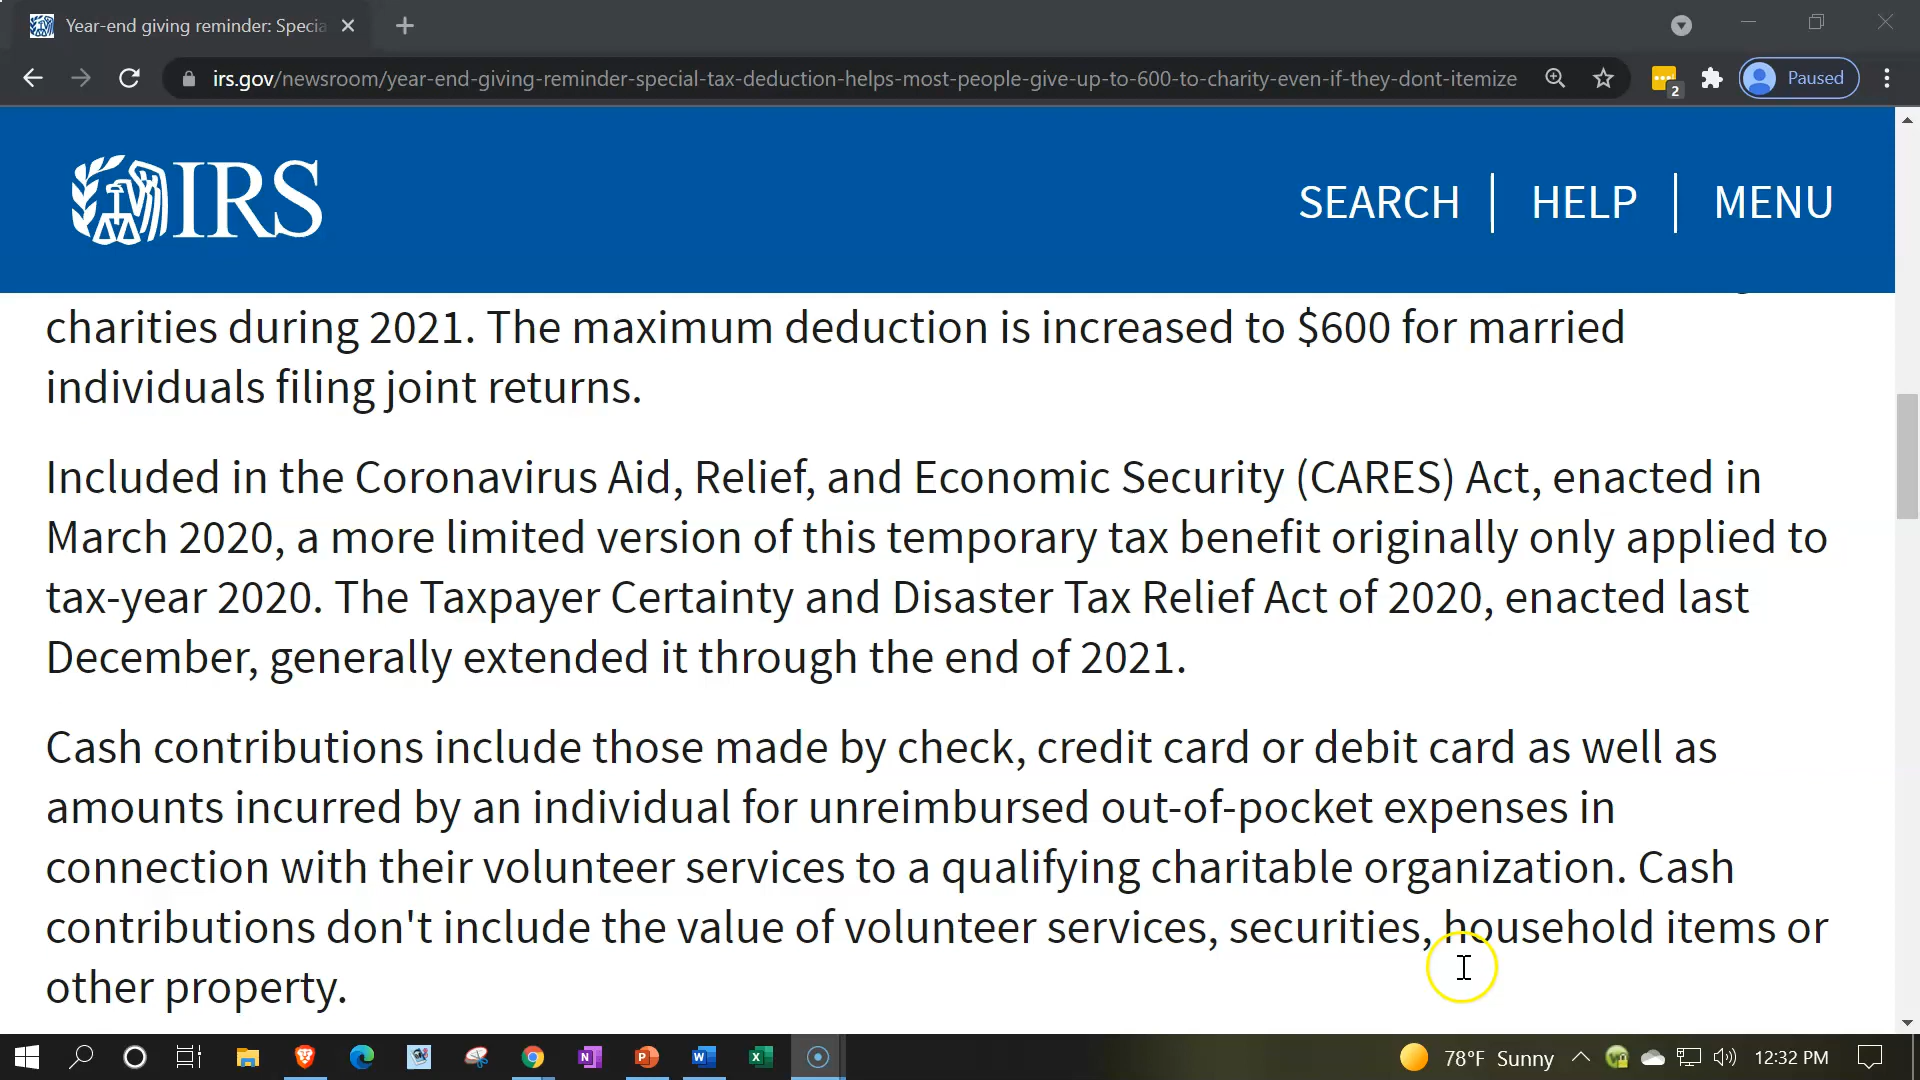 Year-end giving reminder: Specia
irs.gov/newsroom/year-end-giving-reminder-special-tax-deduction-helps-most-people-give-up-to-600-to-charity-even-if-they-dont-itemize
2
Paused
IRS
SEARCH | HELP | MENU
charities during 2021. The maximum deduction is increased to $600 for married
individuals filing joint returns.
Included in the Coronavirus Aid, Relief, and Economic Security (CARES) Act, enacted in
March 2020, a more limited version of this temporary tax benefit originally only applied to
tax-year 2020. The Taxpayer Certainty and Disaster Tax Relief Act of 2020, enacted last
December, generally extended it through the end of 2021.
Cash contributions include those made by check, credit card or debit card as well as
amounts incurred by an individual for unreimbursed out-of-pocket expenses in
connection with their volunteer services to a qualifying charitable organization. Cash
contributions don't include the value of volunteer services, securities, household items or
other property.
N
P
W
X
78°F Sunny
12:32 PM